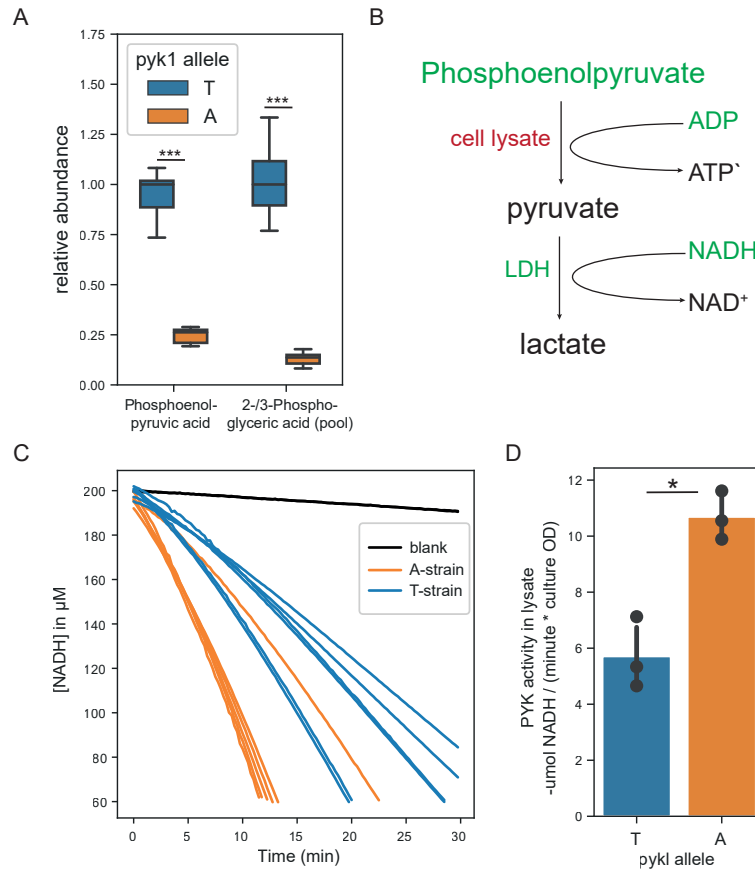 A
relative abundance
1.75
1.50
1.25
1.00
0.75
0.50
0.25
0.00
pyk1 allele
T
A
***
***
Phosphoenol-
pyruvic acid
2-/3-Phospho-
glyceric acid (pool)
B
Phosphoenolpyruvate
cell lysate
ADP
ATP`
pyruvate
LDH
NADH
NAD+
lactate
C
[NADH] in µM
200
180
160
140
120
100
80
60
blank
A-strain
T-strain
0
5
10
15
20
25
30
Time (min)
D
PYK activity in lysate
-umol NADH / (minute * culture OD)
12
10
8
6
4
2
0
*
T
A
pykI allele